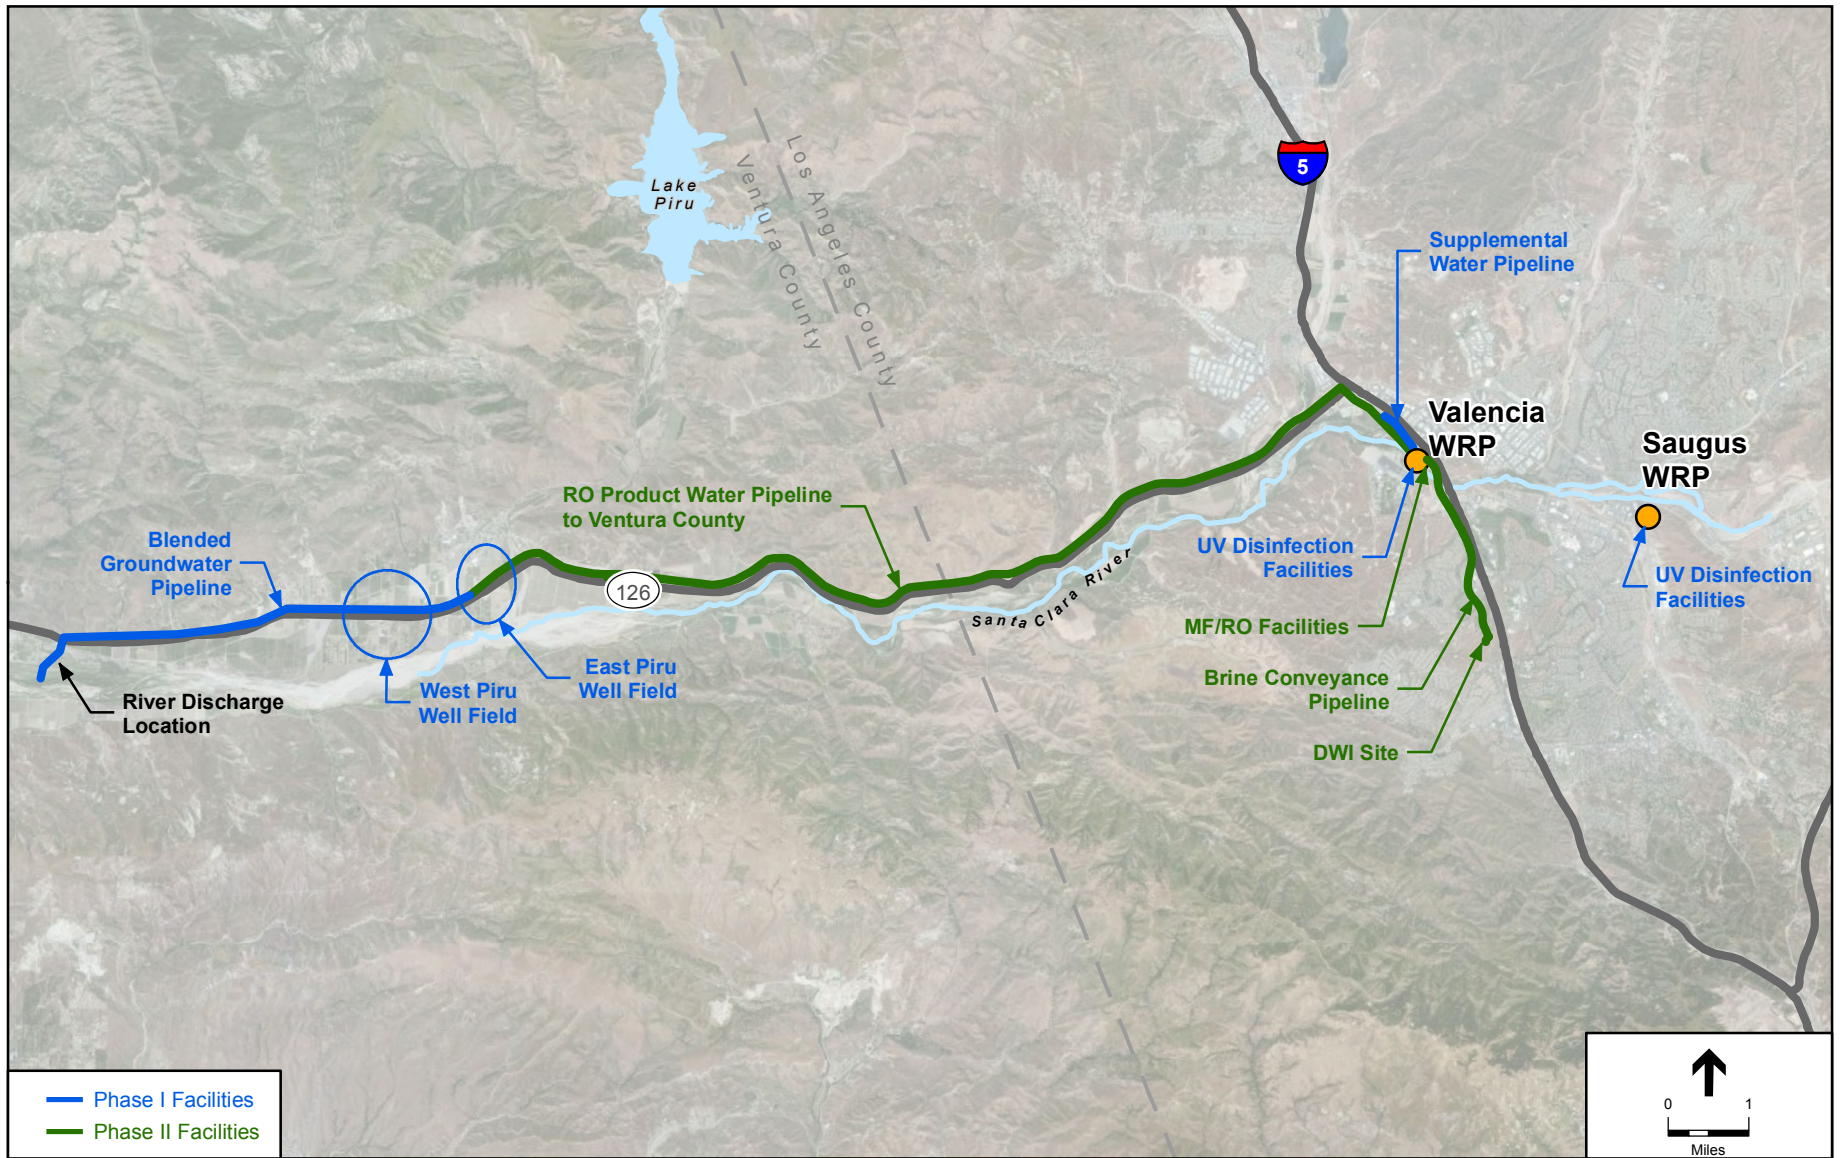 Lake
Piru
Los Angeles County
Ventura County
5
Supplemental
Water Pipeline
Valencia
WRP
Saugus
WRP
RO Product Water Pipeline
to Ventura County
Blended
Groundwater
Pipeline
126
UV Disinfection
Facilities
UV Disinfection
Facilities
Santa Clara River
MF/RO Facilities
East Piru
Well Field
West Piru
Well Field
River Discharge
Location
Brine Conveyance
Pipeline
DWI Site
Phase I Facilities
Phase II Facilities
0 1
Miles